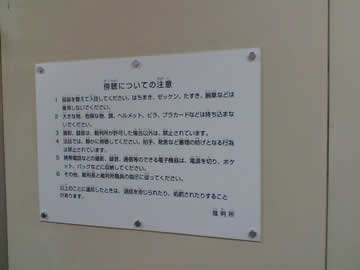 傍聴についての注意
1 服装を整えて入廷してください。はちまき、ゼッケン、たすき、腕章などは
着用しないでください。
2 大きな物、危険な物、旗、ヘルメット、ビラ、プラカードなどは持ち込まな
いでください。
3 撮影、録音は、裁判所が許可した場合以外は、禁止されています。
4 法廷では、静かに傍聴してください。拍手、発言など審理の妨げとなる行為
は禁止されています。
5 携帯電話などの撮影、録音、通信等のできる電子機器は、電源を切り、ポケ
ット、バッグなどに収納してください。
6 その他、裁判長と裁判所職員の指示に従ってください。
以上のことに違反したときは、退廷を命じられたり、処罰されたりすること
があります。
裁判所